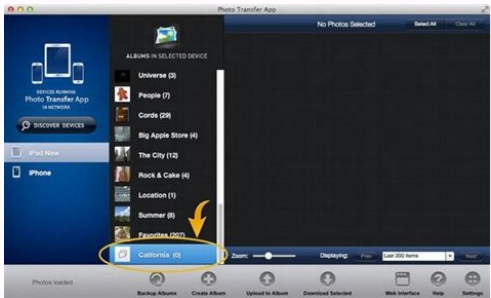 Photo Transfer App
No Photos Selected
Select All
Clear All
ALBUMS IN SELECTED DEVICE
DEVICES RUNNING
Photo Transfer App
IN NETWORK
DISCOVER DEVICES
iPad New
iPhone
Universe (3)
People (7)
Cords (29)
Big Apple Store (4)
The City (12)
Rock & Cake (4)
Location (1)
Summer (8)
Favorites (207)
California (0)
Zoom:
Displaying:
Prev
Last 200 items
Next
Photos loaded
Backup Albums
Create Album
Upload to Album
Download Selected
Web Interface
Help
Settings